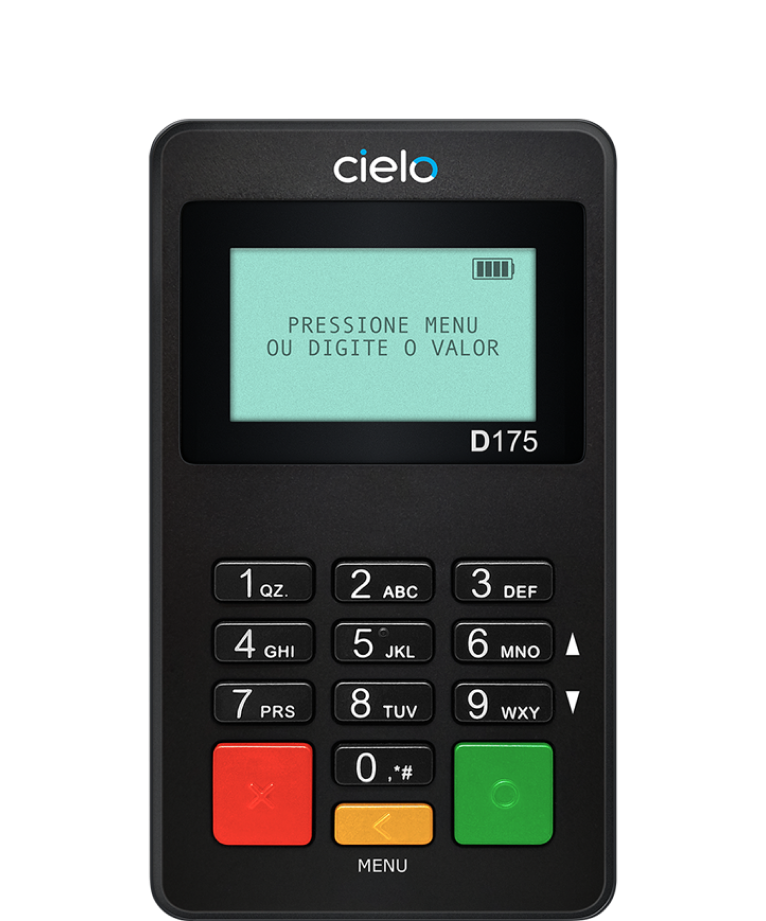 cielo
PRESSIONE MENU
OU DIGITE O VALOR
D175
1 QZ. 2 ABC 3 DEF
4 GHI 5 JKL 6 MNO
7 PRS 8 TUV 9 WXY
0 ,*#
MENU